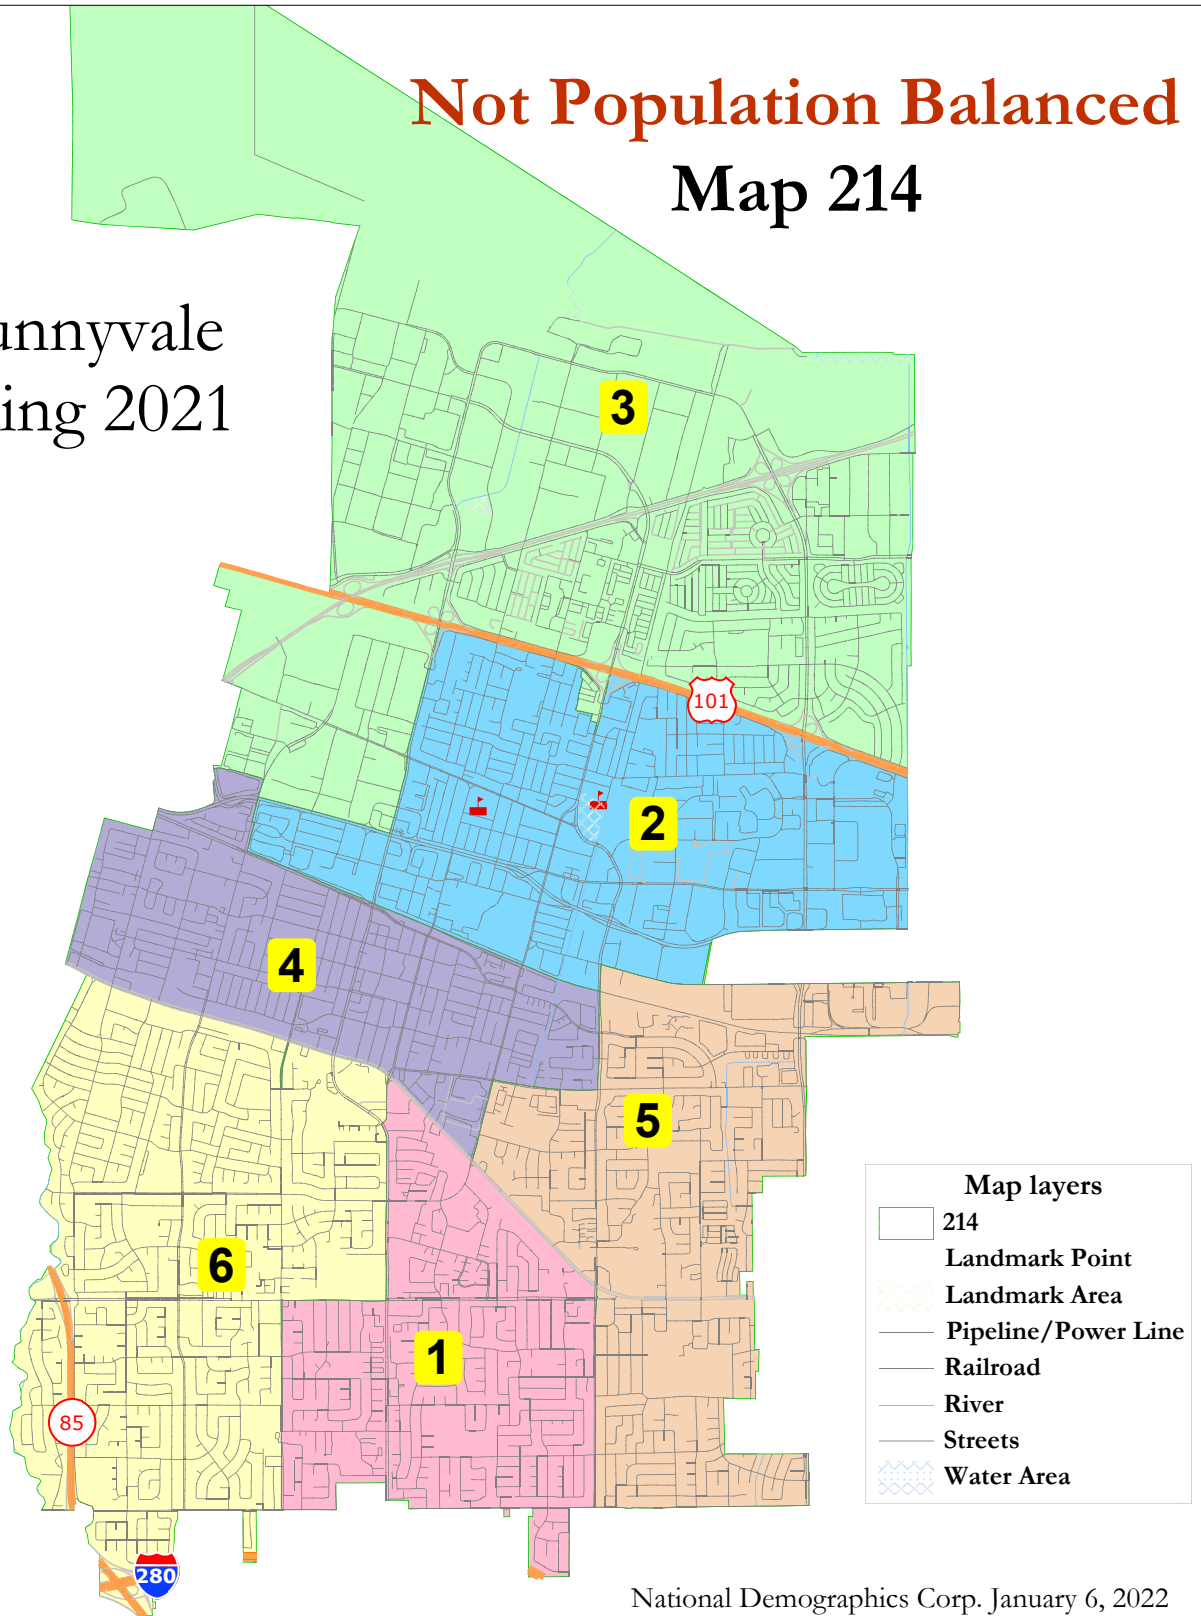 Not Population Balanced
Map 214
unnyvale
ing 2021
3
101
2
4
5
6
1
85
280
Map layers
214
Landmark Point
Landmark Area
Pipeline/Power Line
Railroad
River
Streets
Water Area
National Demographics Corp. January 6, 2022